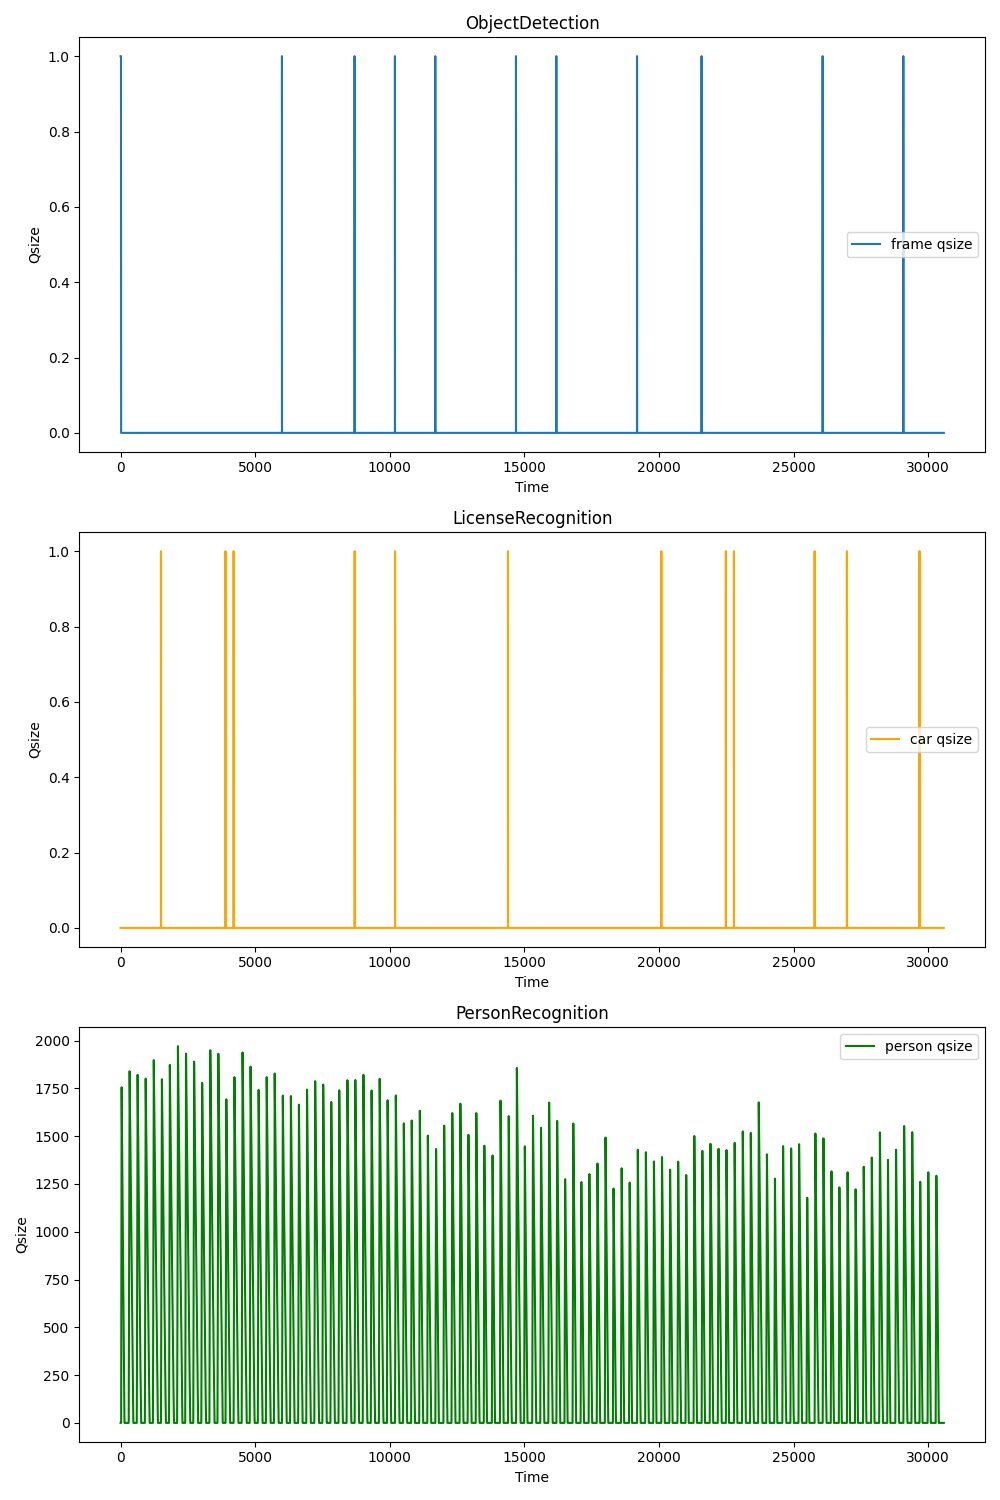 ObjectDetection
1.0
0.8
0.6
0.4
0.2
0.0
Qsize
frame qsize
0 5000 10000 15000 20000 25000 30000
Time
LicenseRecognition
1.0
0.8
0.6
0.4
0.2
0.0
Qsize
car qsize
0 5000 10000 15000 20000 25000 30000
Time
PersonRecognition
2000
1750
1500
1250
1000
750
500
250
0
Qsize
person qsize
0 5000 10000 15000 20000 25000 30000
Time